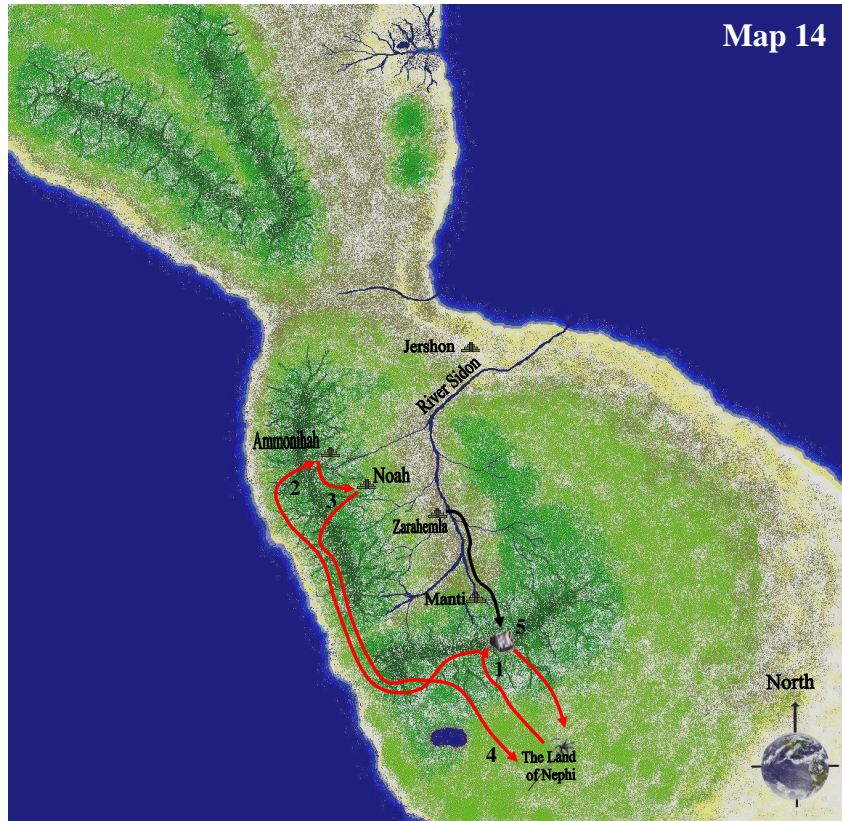 Map 14
Jershon
River Sidon
Ammonihah
Noah
2
3
Zarahemla
Manti
5
1
North
4
The Land
of Nephi